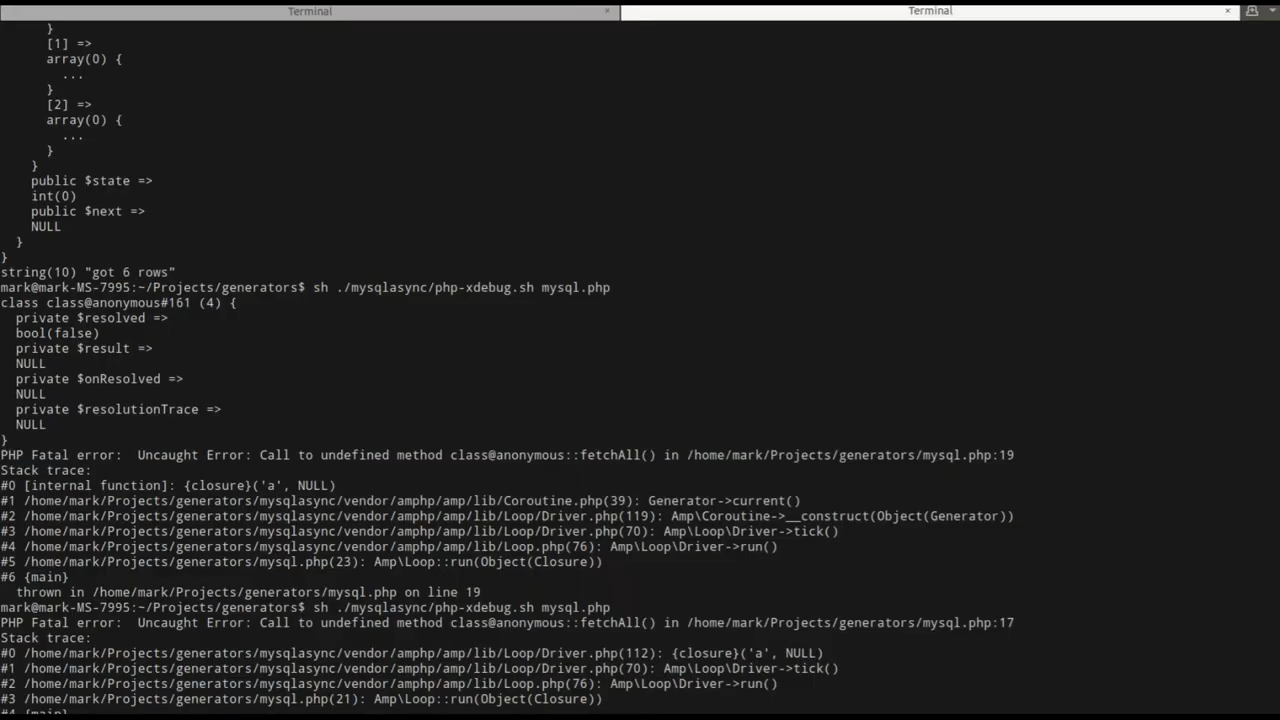 Terminal × Terminal ×
}
[1] =>
array(0) {
...
}
[2] =>
array(0) {
...
}
}
public $state =>
int(0)
public $next =>
NULL
}
}
string(10) "got 6 rows"
mark@mark-MS-7995:~/Projects/generators$ sh ./mysqlasync/php-xdebug.sh mysql.php
class class@anonymous#161 (4) {
private $resolved =>
bool(false)
private $result =>
NULL
private $onResolved =>
NULL
private $resolutionTrace =>
NULL
}
PHP Fatal error:  Uncaught Error: Call to undefined method class@anonymous::fetchAll() in /home/mark/Projects/generators/mysql.php:19
Stack trace:
#0 [internal function]: {closure}('a', NULL)
#1 /home/mark/Projects/generators/mysqlasync/vendor/amphp/amp/lib/Coroutine.php(39): Generator->current()
#2 /home/mark/Projects/generators/mysqlasync/vendor/amphp/amp/lib/Loop/Driver.php(119): Amp\Coroutine->__construct(Object(Generator))
#3 /home/mark/Projects/generators/mysqlasync/vendor/amphp/amp/lib/Loop/Driver.php(70): Amp\Loop\Driver->tick()
#4 /home/mark/Projects/generators/mysqlasync/vendor/amphp/amp/lib/Loop.php(76): Amp\Loop\Driver->run()
#5 /home/mark/Projects/generators/mysql.php(23): Amp\Loop::run(Object(Closure))
#6 {main}
thrown in /home/mark/Projects/generators/mysql.php on line 19
mark@mark-MS-7995:~/Projects/generators$ sh ./mysqlasync/php-xdebug.sh mysql.php
PHP Fatal error:  Uncaught Error: Call to undefined method class@anonymous::fetchAll() in /home/mark/Projects/generators/mysql.php:17
Stack trace:
#0 /home/mark/Projects/generators/mysqlasync/vendor/amphp/amp/lib/Loop/Driver.php(112): {closure}('a', NULL)
#1 /home/mark/Projects/generators/mysqlasync/vendor/amphp/amp/lib/Loop/Driver.php(70): Amp\Loop\Driver->tick()
#2 /home/mark/Projects/generators/mysqlasync/vendor/amphp/amp/lib/Loop.php(76): Amp\Loop\Driver->run()
#3 /home/mark/Projects/generators/mysql.php(21): Amp\Loop::run(Object(Closure))
#4 {main}